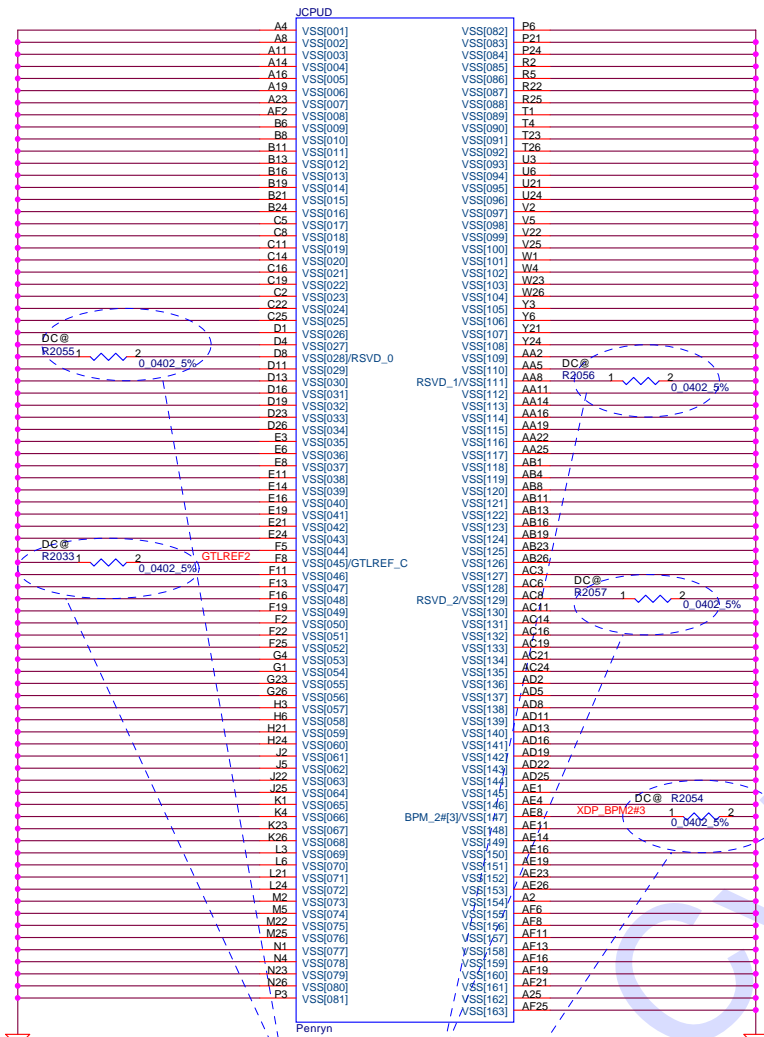 JCPUD
A4 VSS[001] VSS[082] P6
A8 VSS[002] VSS[083] P21
A11 VSS[003] VSS[084] P24
A14 VSS[004] VSS[085] R2
A16 VSS[005] VSS[086] R5
A19 VSS[006] VSS[087] R22
A23 VSS[007] VSS[088] R25
AF2 VSS[008] VSS[089] T1
B6 VSS[009] VSS[090] T4
B8 VSS[010] VSS[091] T23
B11 VSS[011] VSS[092] T26
B13 VSS[012] VSS[093] U3
B16 VSS[013] VSS[094] U6
B19 VSS[014] VSS[095] U21
B21 VSS[015] VSS[096] U24
B24 VSS[016] VSS[097] V2
C5 VSS[017] VSS[098] V5
C8 VSS[018] VSS[099] V22
C11 VSS[019] VSS[100] V25
C14 VSS[020] VSS[101] W1
C16 VSS[021] VSS[102] W4
C19 VSS[022] VSS[103] W23
C2 VSS[023] VSS[104] W26
C22 VSS[024] VSS[105] Y3
C25 VSS[025] VSS[106] Y6
D1 VSS[026] VSS[107] Y21
DC@ D4 VSS[027] VSS[108] Y24
R2055 1 2 0_0402_5% D8 VSS[028]/RSVD_0 VSS[109] AA2
D11 VSS[029] VSS[110] AA5 DC@
D13 VSS[030] RSVD_1/VSS[111] AA8 R2056 1 2 0_0402_5%
D16 VSS[031] VSS[112] AA11
D19 VSS[032] VSS[113] AA14
D23 VSS[033] VSS[114] AA16
D26 VSS[034] VSS[115] AA19
E3 VSS[035] VSS[116] AA22
E6 VSS[036] VSS[117] AA25
E8 VSS[037] VSS[118] AB1
E11 VSS[038] VSS[119] AB4
E14 VSS[039] VSS[120] AB8
E16 VSS[040] VSS[121] AB11
E19 VSS[041] VSS[122] AB13
E21 VSS[042] VSS[123] AB16
E24 VSS[043] VSS[124] AB19
DC@ F5 VSS[044] VSS[125] AB23
R2033 1 2 0_0402_5% GTLREF2 F8 VSS[045]/GTLREF_C VSS[126] AB26
F11 VSS[046] VSS[127] AC3
F13 VSS[047] VSS[128] AC6 DC@
F16 VSS[048] RSVD_2/VSS[129] AC8 R2057 1 2 0_0402_5%
F19 VSS[049] VSS[130] AC11
F2 VSS[050] VSS[131] AC14
F22 VSS[051] VSS[132] AC16
F25 VSS[052] VSS[133] AC19
G4 VSS[053] VSS[134] AC21
G1 VSS[054] VSS[135] AC24
G23 VSS[055] VSS[136] AD2
G26 VSS[056] VSS[137] AD5
H3 VSS[057] VSS[138] AD8
H6 VSS[058] VSS[139] AD11
H21 VSS[059] VSS[140] AD13
H24 VSS[060] VSS[141] AD16
J2 VSS[061] VSS[142] AD19
J5 VSS[062] VSS[143] AD22
J22 VSS[063] VSS[144] AD25
J25 VSS[064] VSS[145] AE1
K1 VSS[065] VSS[146] AE4 DC@ R2054
K4 VSS[066] BPM_2#[3]/VSS[147] AE8 XDP_BPM2#3 1 2 0_0402_5%
K23 VSS[067] VSS[148] AE11
K26 VSS[068] VSS[149] AE14
L3 VSS[069] VSS[150] AE16
L6 VSS[070] VSS[151] AE19
L21 VSS[071] VSS[152] AE23
L24 VSS[072] VSS[153] AE26
M2 VSS[073] VSS[154] A2
M5 VSS[074] VSS[155] AF6
M22 VSS[075] VSS[156] AF8
M25 VSS[076] VSS[157] AF11
N1 VSS[077] VSS[158] AF13
N4 VSS[078] VSS[159] AF16
N23 VSS[079] VSS[160] AF19
N26 VSS[080] VSS[161] AF21
P3 VSS[081] VSS[162] A25
VSS[163] AF25
Penryn